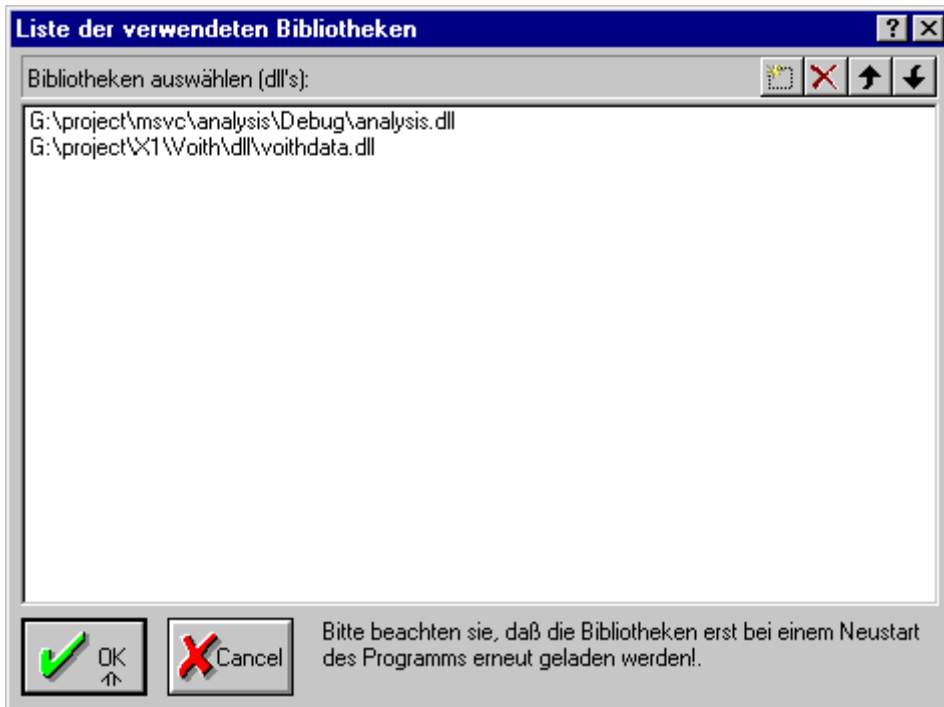 Liste der verwendeten Bibliotheken
Bibliotheken auswählen (dll's):
G:\project\msvc\analysis\Debug\analysis.dll
G:\project\X1\Voith\dll\voithdata.dll
OK
Cancel
Bitte beachten sie, daß die Bibliotheken erst bei einem Neustart
des Programms erneut geladen werden!.